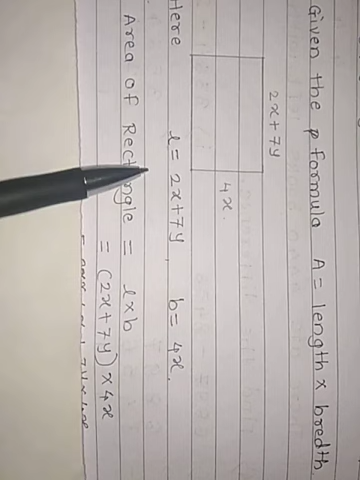 Given the formula A = length x bredth.
2x+7y
4x.
Here l = 2x+7y, b = 4x.
Area of Rectangle = l x b
= (2x+7y) x 4x